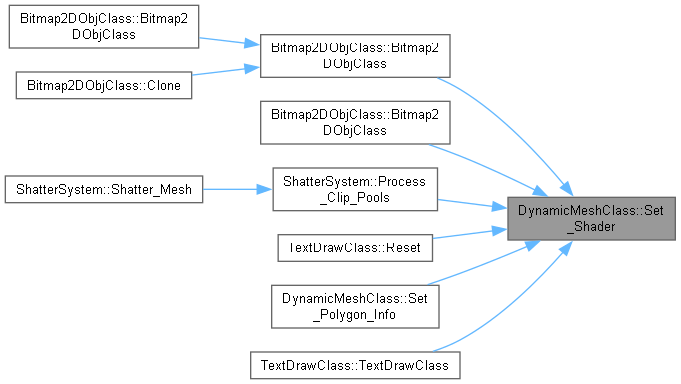 Bitmap2DObjClass::Bitmap2
DObjClass
Bitmap2DObjClass::Clone
ShatterSystem::Shatter_Mesh
Bitmap2DObjClass::Bitmap2
DObjClass
Bitmap2DObjClass::Bitmap2
DObjClass
ShatterSystem::Process
_Clip_Pools
TextDrawClass::Reset
DynamicMeshClass::Set
_Polygon_Info
TextDrawClass::TextDrawClass
DynamicMeshClass::Set
_Shader